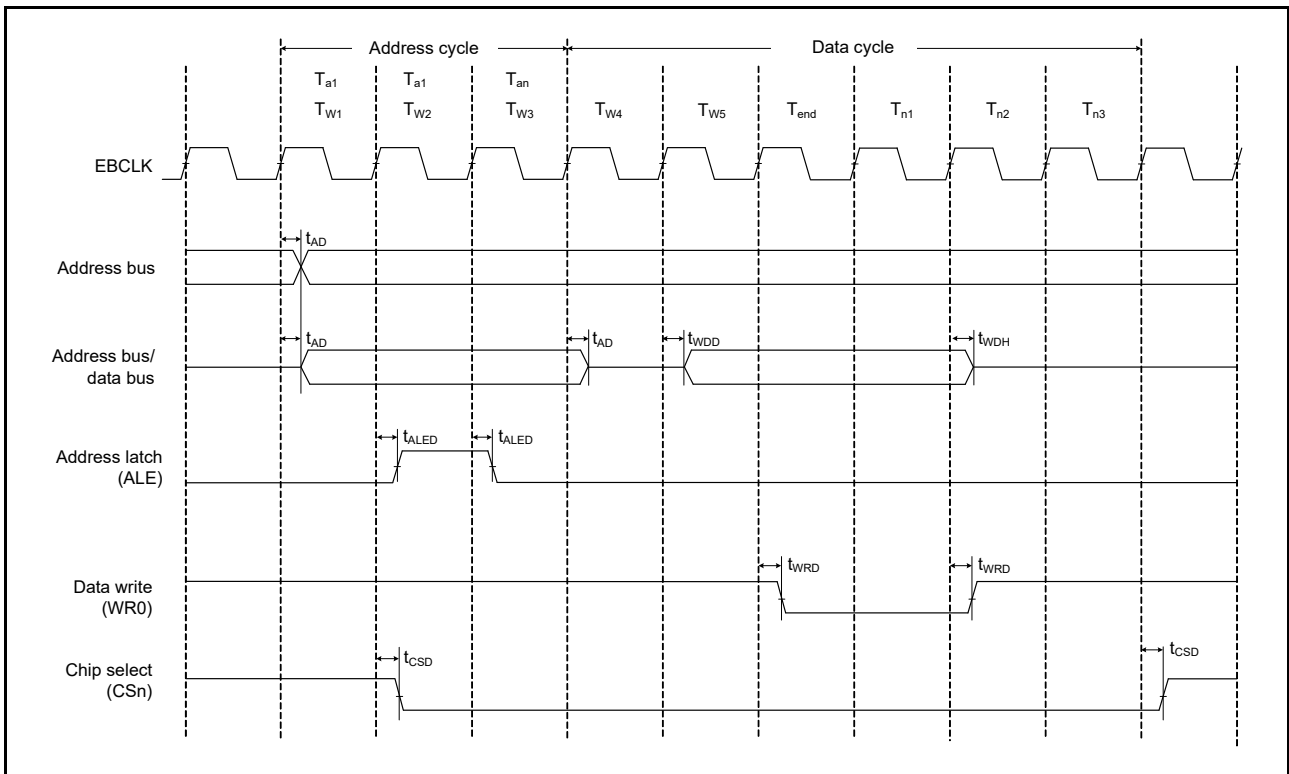 Address cycle Data cycle
Ta1 Ta1 Tan
TW1 TW2 TW3 TW4 TW5 Tend Tn1 Tn2 Tn3
EBCLK
tAD
Address bus
tAD tAD tWDD tWDH
Address bus/
data bus
tALED tALED
Address latch
(ALE)
tWRD tWRD
Data write
(WR0)
tCSD tCSD
Chip select
(CSn)